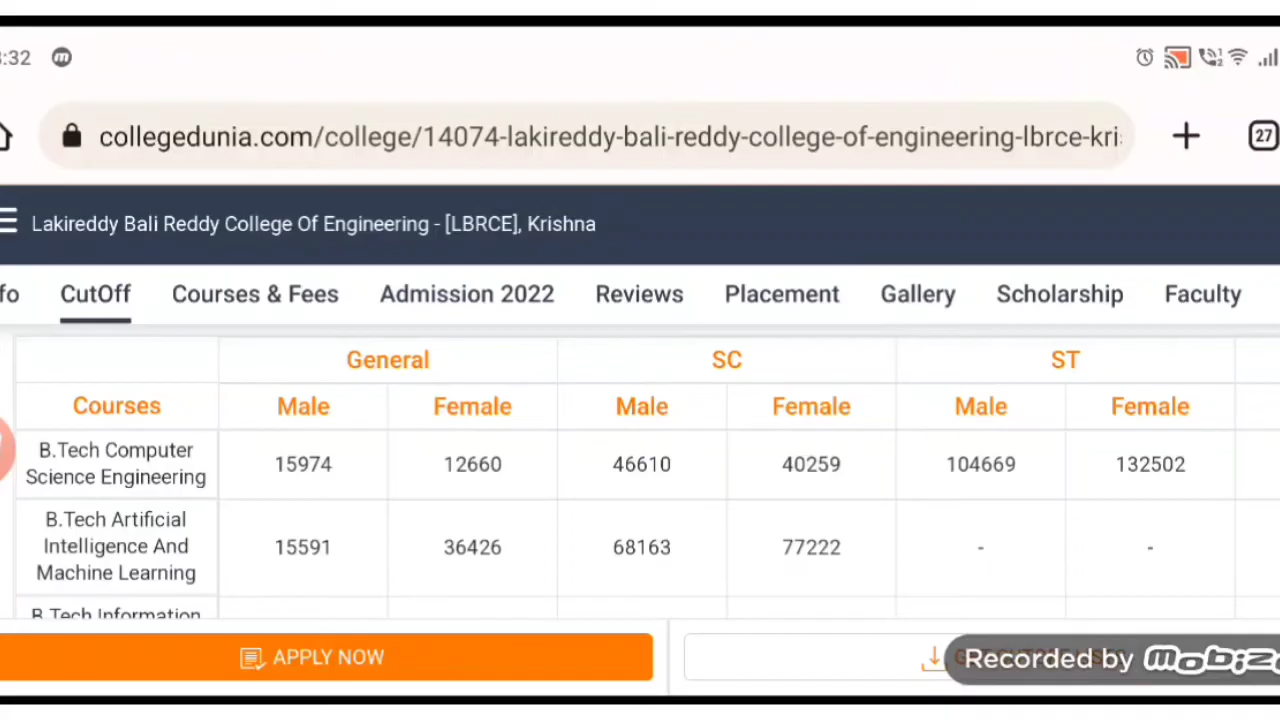 :32
collegedunia.com/college/14074-lakireddy-bali-reddy-college-of-engineering-lbrce-kri
27
Lakireddy Bali Reddy College Of Engineering - [LBRCE], Krishna
fo CutOff Courses & Fees Admission 2022 Reviews Placement Gallery Scholarship Faculty
General SC ST
Courses Male Female Male Female Male Female
B.Tech Computer
Science Engineering 15974 12660 46610 40259 104669 132502
B.Tech Artificial
Intelligence And 15591 36426 68163 77222 - -
Machine Learning
B.Tech Information
APPLY NOW
Recorded by